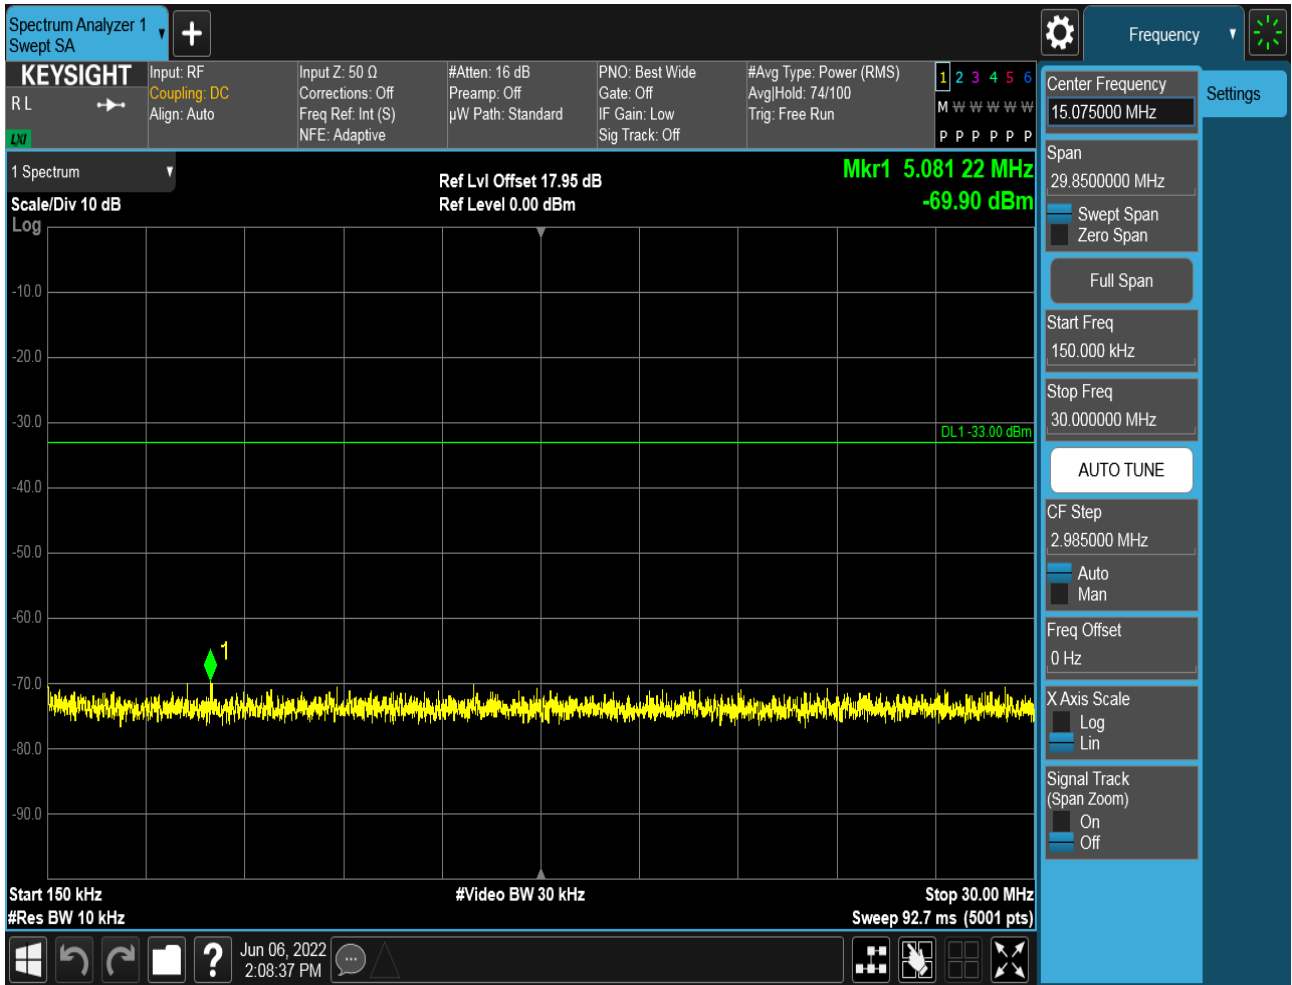 Spectrum Analyzer 1
Swept SA
+
Frequency
KEYSIGHT
R L
LXI
Input: RF
Coupling: DC
Align: Auto
Input Z: 50 Ω
Corrections: Off
Freq Ref: Int (S)
NFE: Adaptive
#Atten: 16 dB
Preamp: Off
µW Path: Standard
PNO: Best Wide
Gate: Off
IF Gain: Low
Sig Track: Off
#Avg Type: Power (RMS)
Avg|Hold: 74/100
Trig: Free Run
1 2 3 4 5 6
M W W W W W
P P P P P P
1 Spectrum
Scale/Div 10 dB
Log
Ref Lvl Offset 17.95 dB
Ref Level 0.00 dBm
Mkr1 5.081 22 MHz
-69.90 dBm
-10.0
-20.0
-30.0
DL1 -33.00 dBm
-40.0
-50.0
-60.0
1
-70.0
-80.0
-90.0
Start 150 kHz
#Video BW 30 kHz
Stop 30.00 MHz
#Res BW 10 kHz
Sweep 92.7 ms (5001 pts)
Center Frequency
15.075000 MHz
Settings
Span
29.8500000 MHz
Swept Span
Zero Span
Full Span
Start Freq
150.000 kHz
Stop Freq
30.000000 MHz
AUTO TUNE
CF Step
2.985000 MHz
Auto
Man
Freq Offset
0 Hz
X Axis Scale
Log
Lin
Signal Track
(Span Zoom)
On
Off
?
Jun 06, 2022
2:08:37 PM